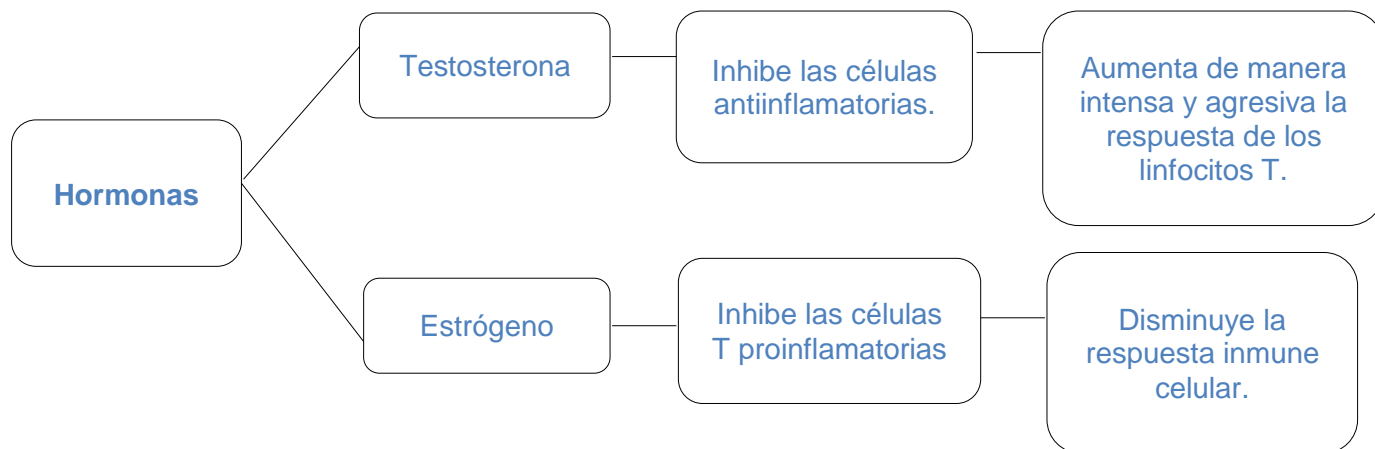 Hormonas
Testosterona
Inhibe las células
antiinflamatorias.
Aumenta de manera
intensa y agresiva la
respuesta de los
linfocitos T.
Estrógeno
Inhibe las células
T proinflamatorias
Disminuye la
respuesta inmune
celular.